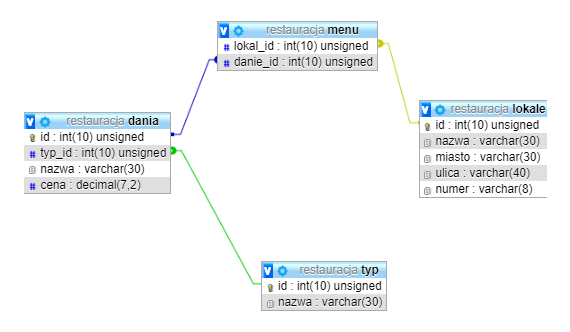 restauracja menu
lokal_id : int(10) unsigned
danie_id : int(10) unsigned
restauracja dania
id : int(10) unsigned
typ_id : int(10) unsigned
nazwa : varchar(30)
cena : decimal(7,2)
restauracja lokale
id : int(10) unsigned
nazwa : varchar(30)
miasto : varchar(30)
ulica : varchar(40)
numer : varchar(8)
restauracja typ
id : int(10) unsigned
nazwa : varchar(30)